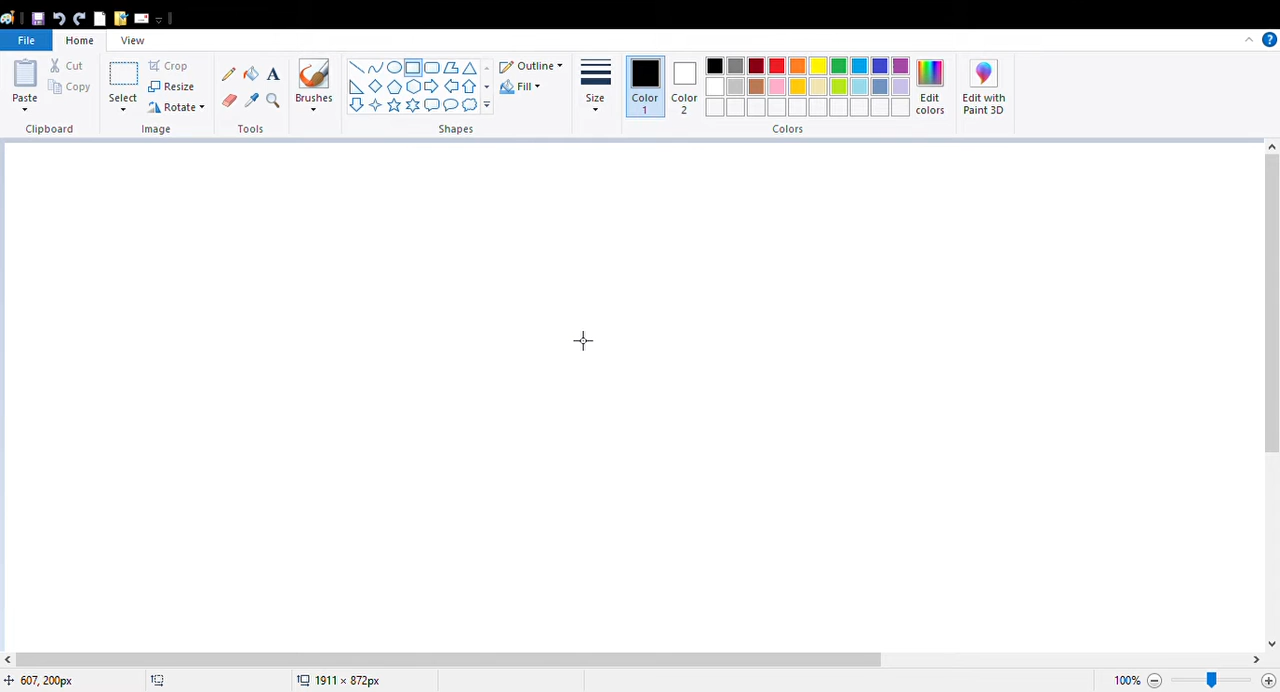 File Home View
Paste
Cut
Copy
Clipboard
Select
Crop
Resize
Rotate
Image
A
Tools
Brushes
Outline
Fill
Shapes
Size
Color 1
Color 2
Edit colors
Colors
Edit with Paint 3D
607, 200px 1911 × 872px 100%